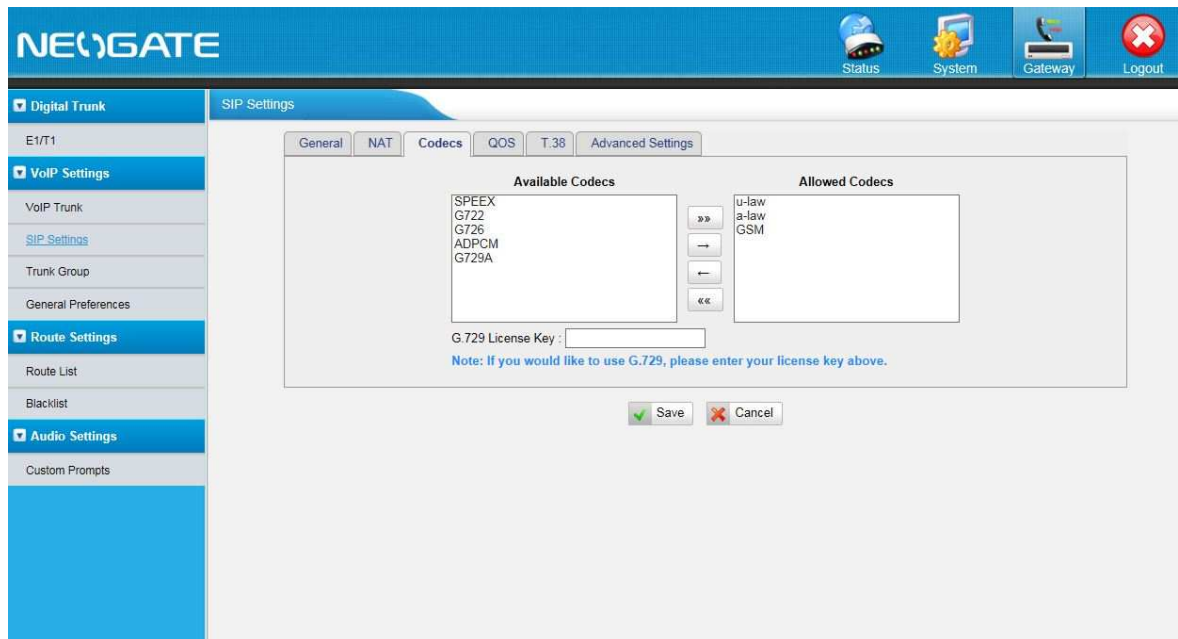 NEOGATE
Status System Gateway Logout
Digital Trunk
SIP Settings
E1/T1
General NAT Codecs QOS T.38 Advanced Settings
VoIP Settings
Available Codecs Allowed Codecs
VoIP Trunk
SPEEX
G722
G726
ADPCM
G729A
»»
→
←
««
u-law
a-law
GSM
SIP Settings
Trunk Group
General Preferences
G.729 License Key :
Note: If you would like to use G.729, please enter your license key above.
Route Settings
Route List
Blacklist
Save Cancel
Audio Settings
Custom Prompts